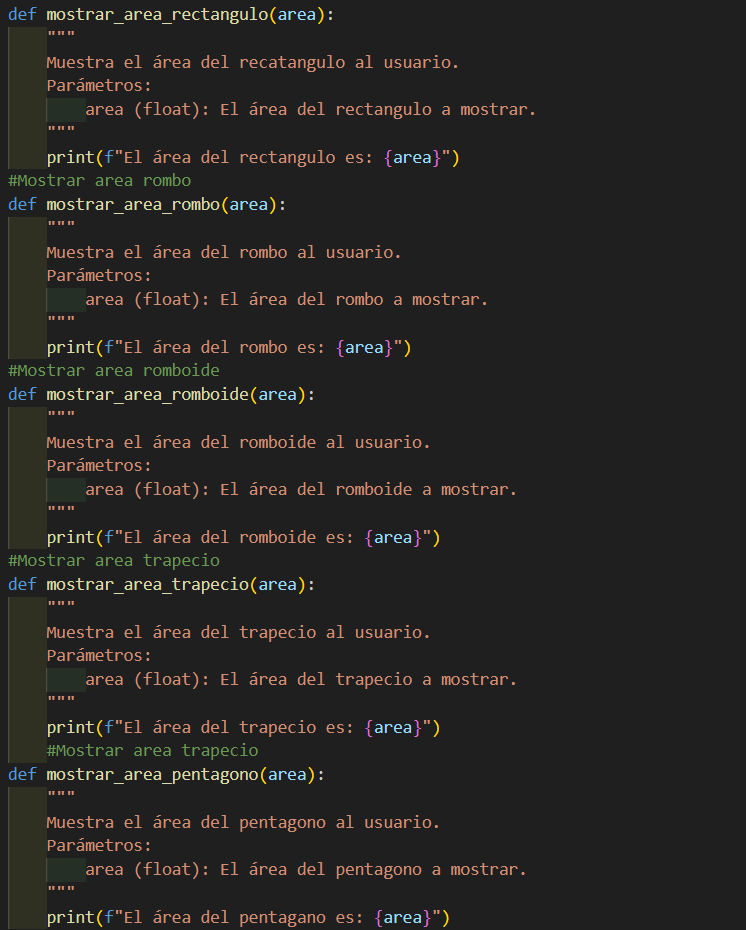 def mostrar_area_rectangulo(area):
    """
    Muestra el área del recatangulo al usuario.
    Parámetros:
        area (float): El área del rectangulo a mostrar.
    """
    print(f"El área del rectangulo es: {area}")
#Mostrar area rombo
def mostrar_area_rombo(area):
    """
    Muestra el área del rombo al usuario.
    Parámetros:
        area (float): El área del rombo a mostrar.
    """
    print(f"El área del rombo es: {area}")
#Mostrar area romboide
def mostrar_area_romboide(area):
    """
    Muestra el área del romboide al usuario.
    Parámetros:
        area (float): El área del romboide a mostrar.
    """
    print(f"El área del romboide es: {area}")
#Mostrar area trapecio
def mostrar_area_trapecio(area):
    """
    Muestra el área del trapecio al usuario.
    Parámetros:
        area (float): El área del trapecio a mostrar.
    """
    print(f"El área del trapecio es: {area}")
    #Mostrar area trapecio
def mostrar_area_pentagono(area):
    """
    Muestra el área del pentagono al usuario.
    Parámetros:
        area (float): El área del pentagono a mostrar.
    """
    print(f"El área del pentagano es: {area}")